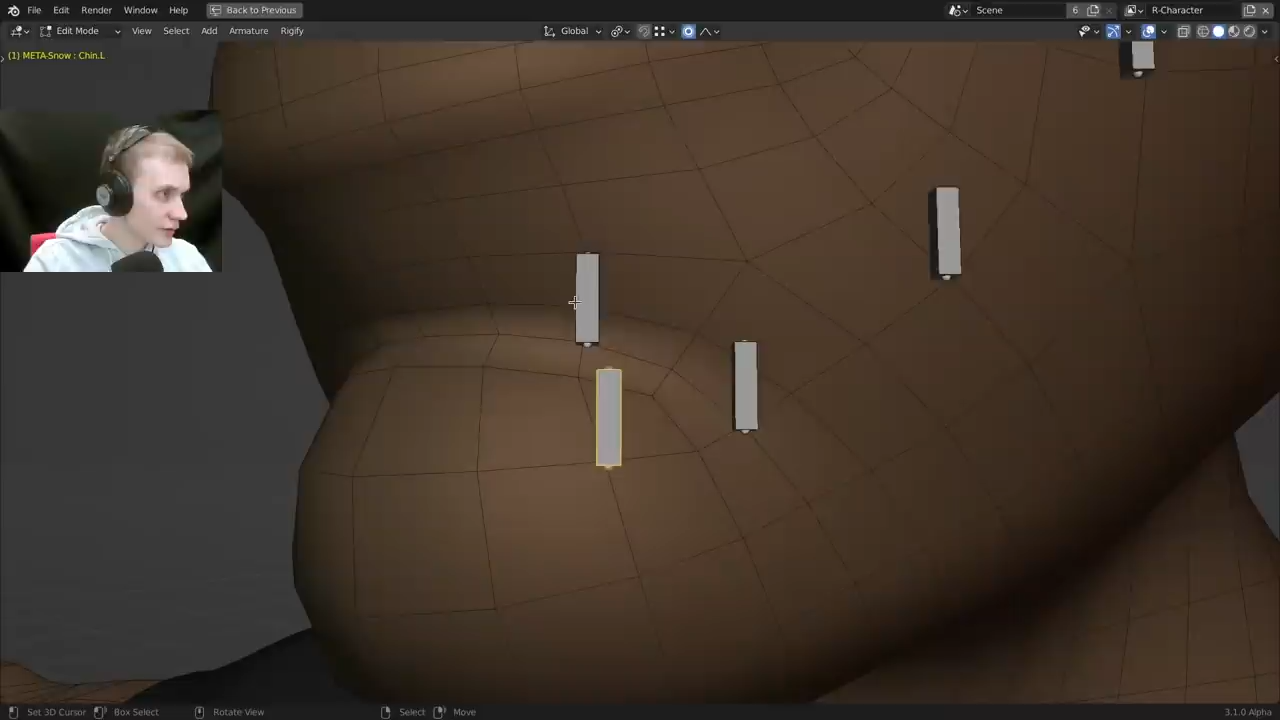 File Edit Render Window Help Back to Previous Scene 6 R-Character
Edit Mode View Select Add Armature Rigify Global
(1) META-Snow : Chin.L
Set 3D Cursor Box Select Rotate View Select Move 3.1.0 Alpha